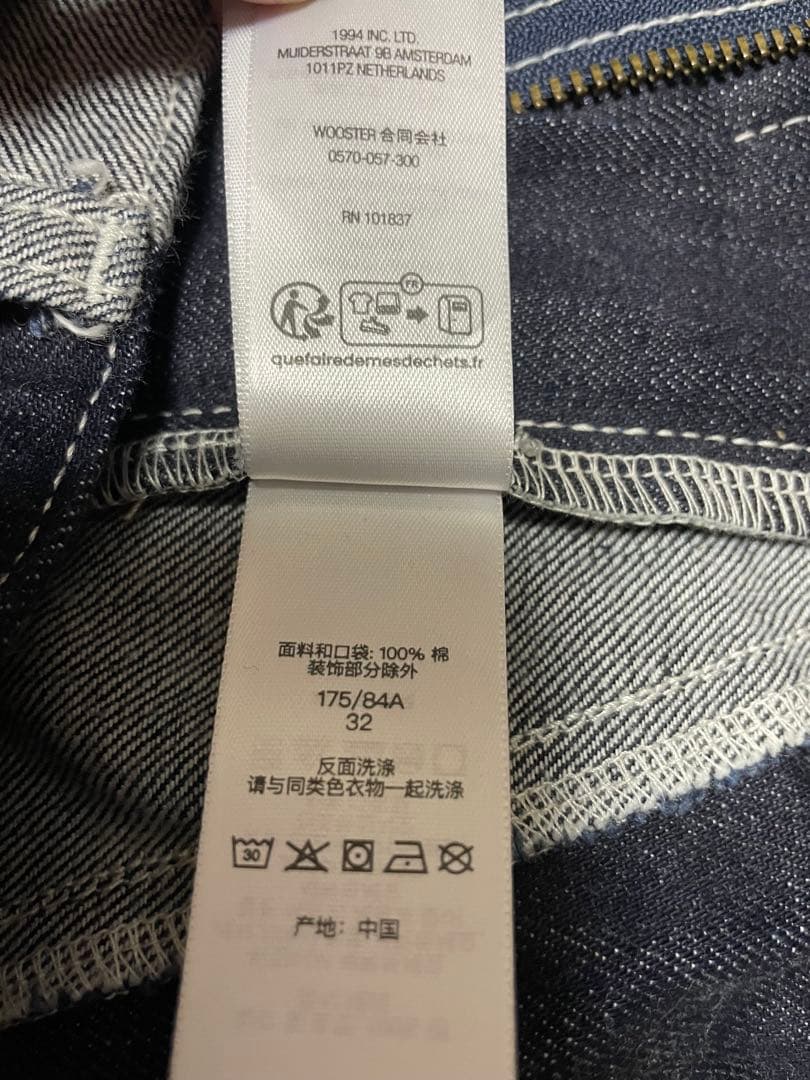 1994 INC. LTD.
MUIDERSTRAAT 9B AMSTERDAM
1011PZ NETHERLANDS
WOOSTER 合同会社
0570-057-300
RN 101837
FR
quefairedemesdechets.fr
面料和口袋: 100% 棉
装饰部分除外
175/84A
32
反面洗涤
请与同类色衣物一起洗涤
30
产地: 中国